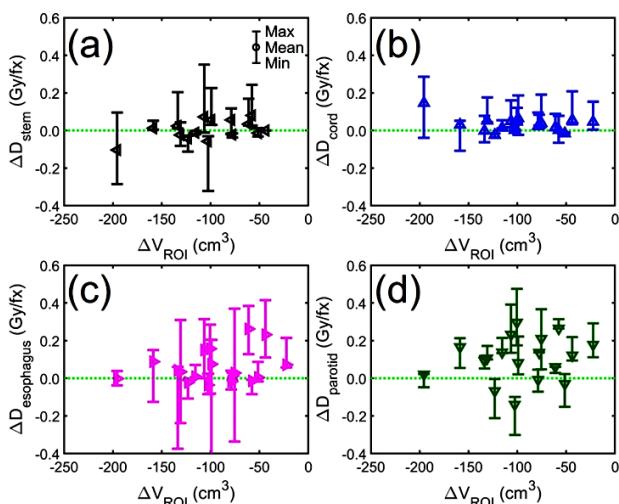 (a)
Max
Mean
Min
ΔD_stem (Gy/fx)
0.6
0.4
0.2
0.0
-0.2
-0.4
-250 -200 -150 -100 -50 0
ΔV_ROI (cm³)
(b)
ΔD_cord (Gy/fx)
0.6
0.4
0.2
0.0
-0.2
-0.4
-250 -200 -150 -100 -50 0
ΔV_ROI (cm³)
(c)
ΔD_esophagus (Gy/fx)
0.6
0.4
0.2
0.0
-0.2
-0.4
-250 -200 -150 -100 -50 0
ΔV_ROI (cm³)
(d)
ΔD_parotid (Gy/fx)
0.6
0.4
0.2
0.0
-0.2
-0.4
-250 -200 -150 -100 -50 0
ΔV_ROI (cm³)